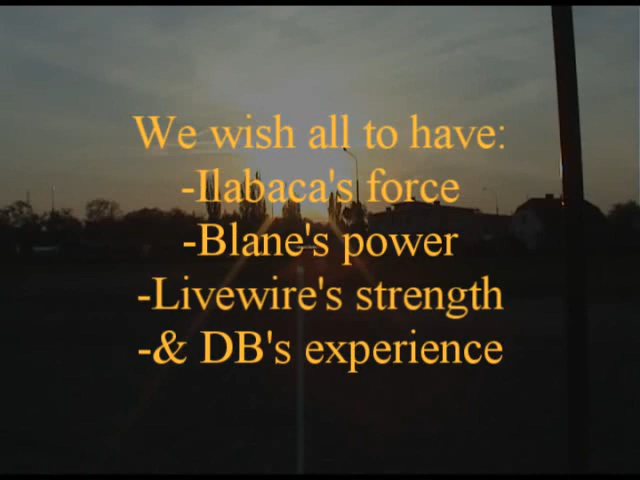 We wish all to have:
-Ilabaca's force
-Blane's power
-Livewire's strength
-& DB's experience